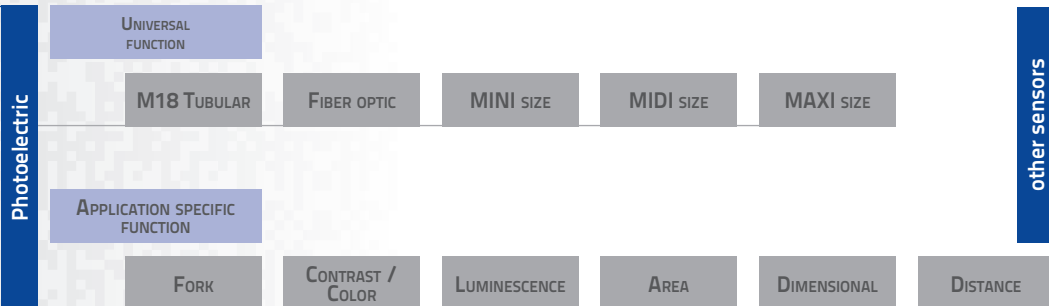 Photoelectric
Universal
function
M18 Tubular
Fiber optic
MINI size
MIDI size
MAXI size
Application specific
function
Fork
Contrast /
Color
Luminescence
Area
Dimensional
Distance
other sensors